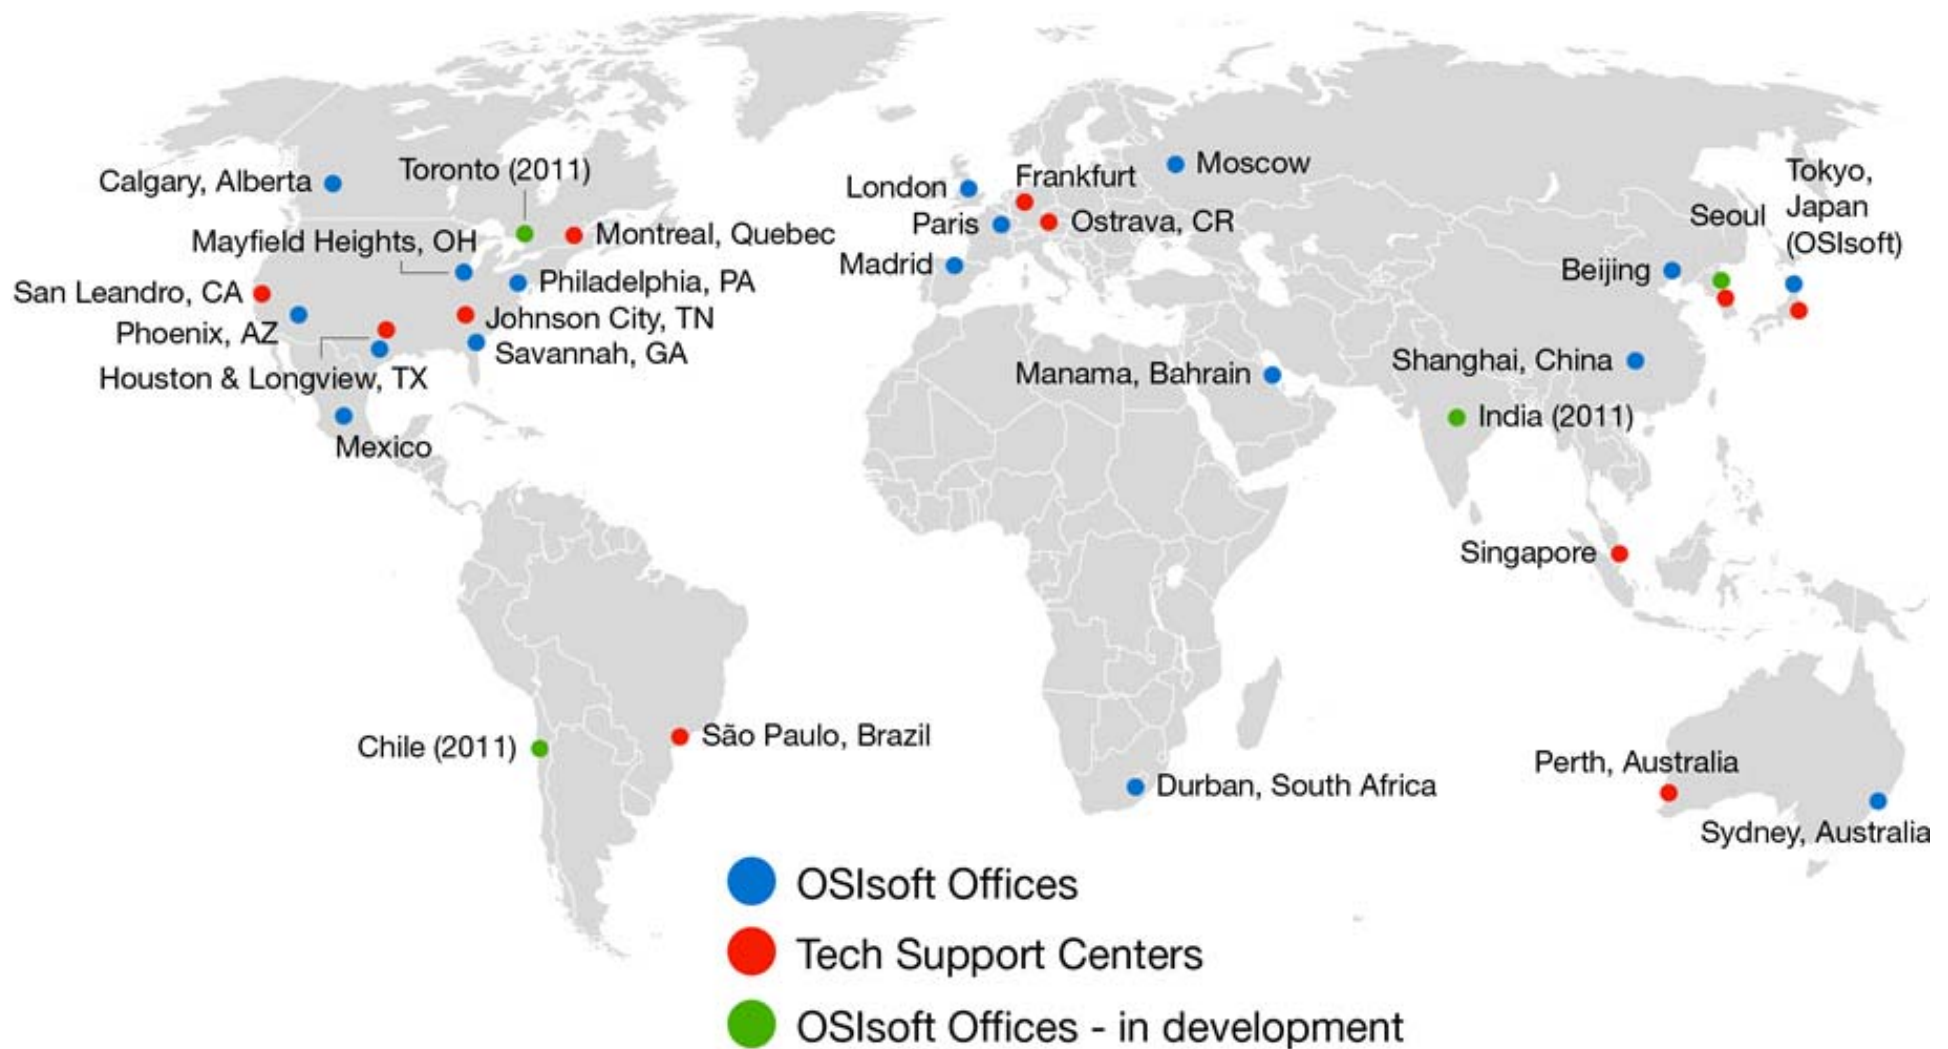 Calgary, Alberta
Toronto (2011)
Mayfield Heights, OH
Montreal, Quebec
San Leandro, CA
Philadelphia, PA
Phoenix, AZ
Johnson City, TN
Savannah, GA
Houston & Longview, TX
Mexico
Chile (2011)
São Paulo, Brazil
London
Frankfurt
Moscow
Paris
Ostrava, CR
Madrid
Manama, Bahrain
Durban, South Africa
Tokyo,
Japan
(OSIsoft)
Seoul
Beijing
Shanghai, China
India (2011)
Singapore
Perth, Australia
Sydney, Australia
OSIsoft Offices
Tech Support Centers
OSIsoft Offices - in development